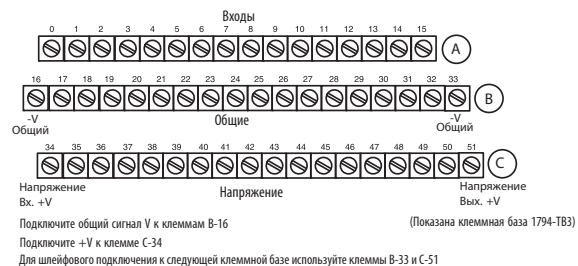 Входы
0 1 2 3 4 5 6 7 8 9 10 11 12 13 14 15
A
16 17 18 19 20 21 22 23 24 25 26 27 28 29 30 31 32 33
B
-V
Общий
Общие
-V
Общий
34 35 36 37 38 39 40 41 42 43 44 45 46 47 48 49 50 51
C
Напряжение
Вх. +V
Напряжение
Напряжение
Вых. +V
Подключите общий сигнал V к клеммам B-16
(Показана клеммная база 1794-TB3)
Подключите +V к клемме C-34
Для шлейфового подключения к следующей клеммной базе используйте клеммы B-33 и C-51